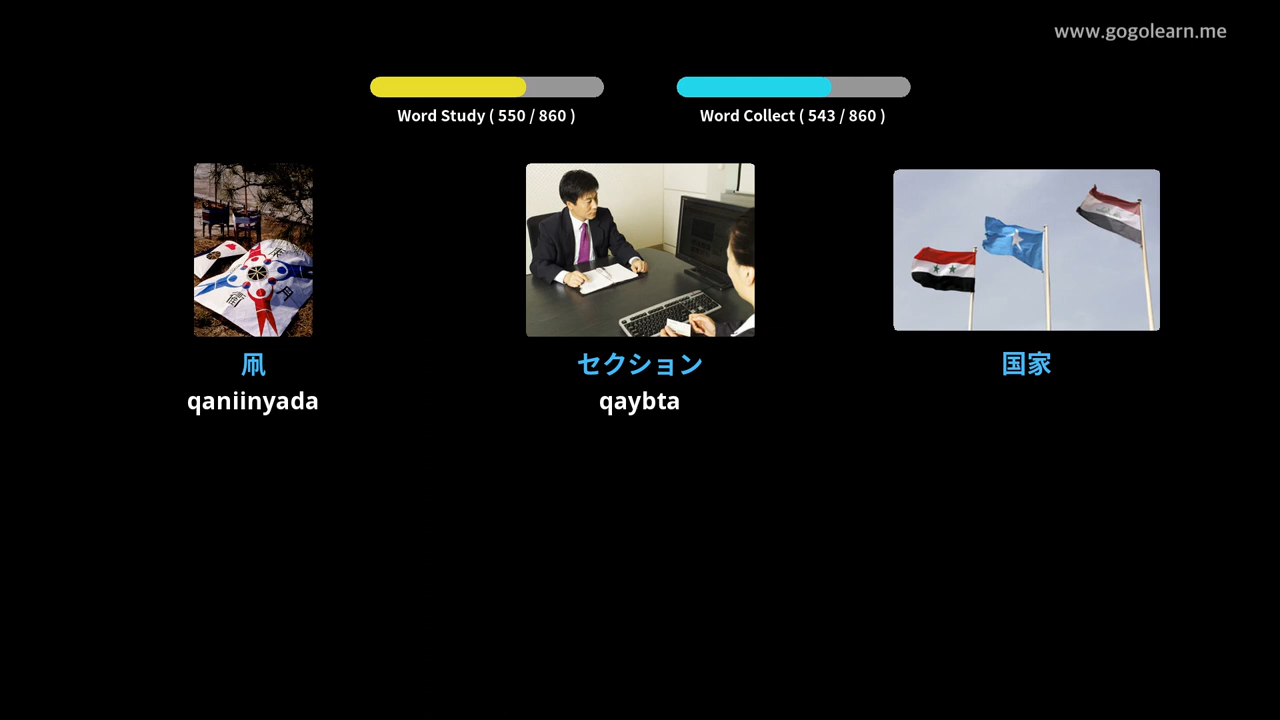 www.gogolearn.me
Word Study ( 550 / 860 )
Word Collect ( 543 / 860 )
凧
セクション
国家
qaniinyada
qaybta